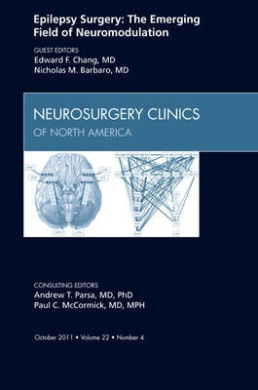 Epilepsy Surgery: The Emerging
Field of Neuromodulation
GUEST EDITORS
Edward F. Chang, MD
Nicholas M. Barbaro, MD
NEUROSURGERY CLINICS
OF NORTH AMERICA
CONSULTING EDITORS
Andrew T. Parsa, MD, PhD
Paul C. McCormick, MD, MPH
October 2011 • Volume 22 • Number 4